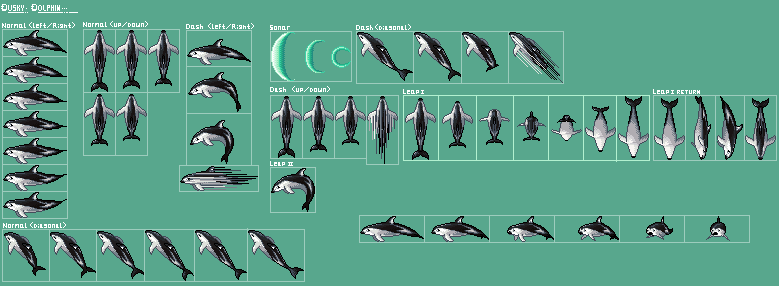 Dusky Dolphin...
Normal (Left/Right)
Normal (up/down)
Dash (Left/Right)
Sonar
Dash(diagonal)
Dash (up/down)
Leap I
Leap I return
Leap II
Normal (diagonal)